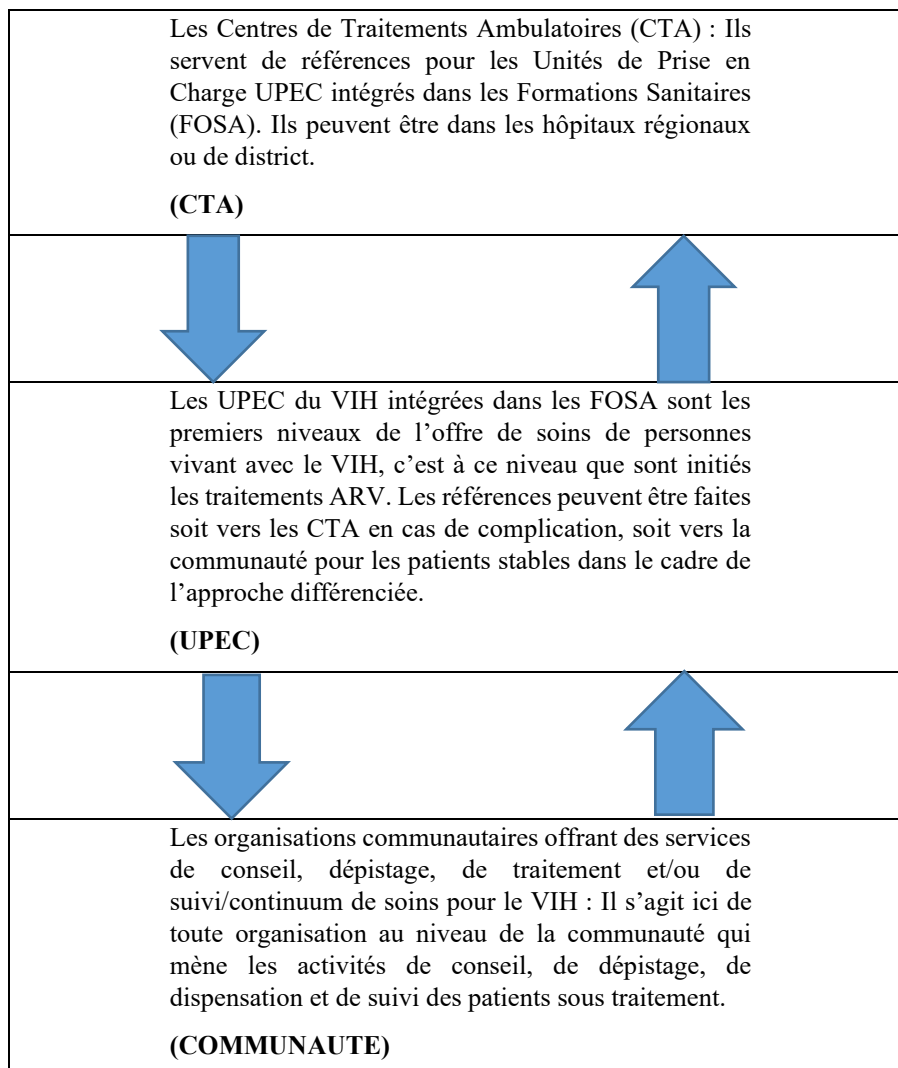 Les Centres de Traitements Ambulatoires (CTA) : Ils
servent de références pour les Unités de Prise en
Charge UPEC intégrés dans les Formations Sanitaires
(FOSA). Ils peuvent être dans les hôpitaux régionaux
ou de district.
(CTA)
Les UPEC du VIH intégrées dans les FOSA sont les
premiers niveaux de l’offre de soins de personnes
vivant avec le VIH, c’est à ce niveau que sont initiés
les traitements ARV. Les références peuvent être faites
soit vers les CTA en cas de complication, soit vers la
communauté pour les patients stables dans le cadre de
l’approche différenciée.
(UPEC)
Les organisations communautaires offrant des services
de conseil, dépistage, de traitement et/ou de
suivi/continuum de soins pour le VIH : Il s’agit ici de
toute organisation au niveau de la communauté qui
mène les activités de conseil, de dépistage, de
dispensation et de suivi des patients sous traitement.
(COMMUNAUTE)